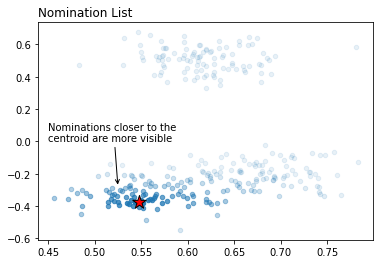 Nomination List
0.6
0.4
0.2
0.0
Nominations closer to the
centroid are more visible
−0.2
−0.4
−0.6
0.45 0.50 0.55 0.60 0.65 0.70 0.75